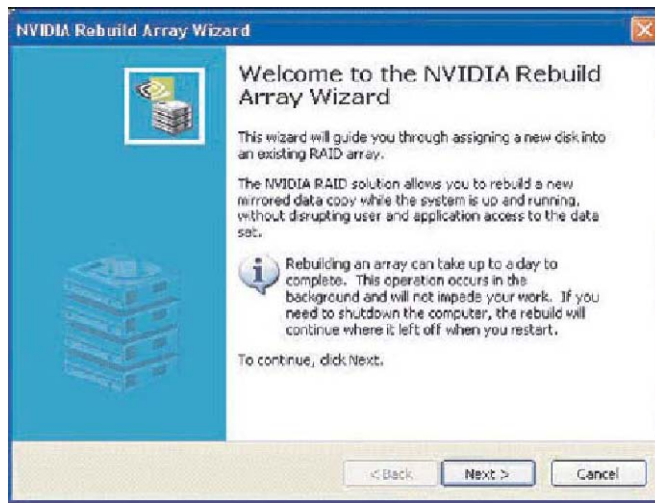 NVIDIA Rebuild Array Wizard
Welcome to the NVIDIA Rebuild
Array Wizard
This wizard will guide you through assigning a new disk into
an existing RAID array.
The NVIDIA RAID solution allows you to rebuild a new
mirrored data copy while the system is up and running,
without disrupting user and application access to the data
set.
Rebuilding an array can take up to a day to
complete. This operation occurs in the
background and will not impede your work. If you
need to shutdown the computer, the rebuild will
continue where it left off when you restart.
To continue, click Next.
< Back
Next >
Cancel